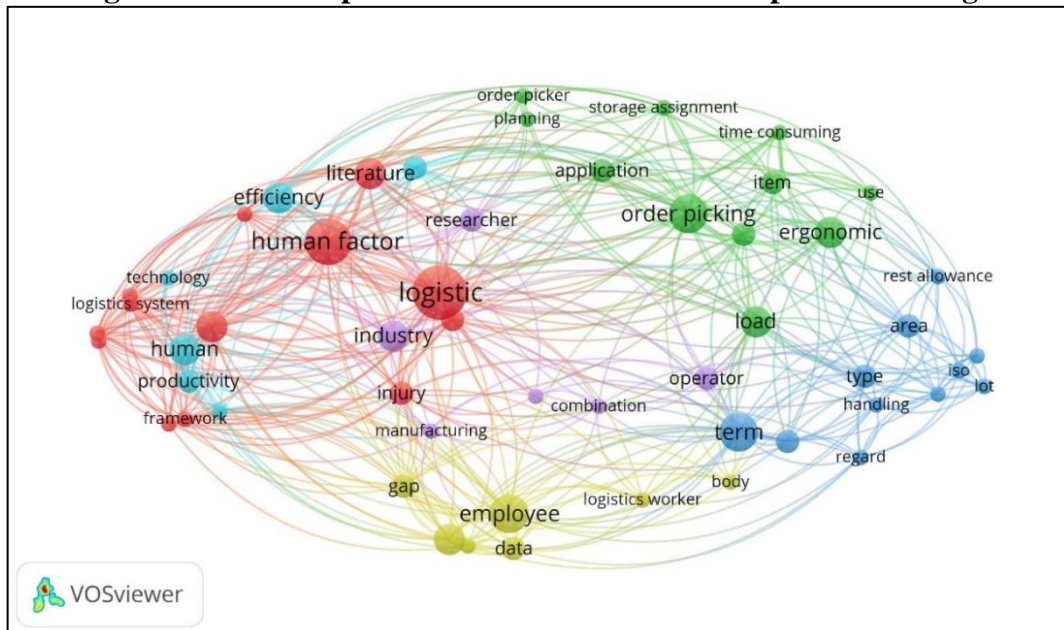 order picker
planning
storage assignment
time consuming
literature
application
item
efficiency
use
researcher
order picking
human factor
ergonomic
technology
rest allowance
logistic
logistics system
load
area
industry
human
iso
operator
type
productivity
lot
injury
handling
combination
framework
manufacturing
term
regard
body
gap
logistics worker
employee
data
VOSviewer